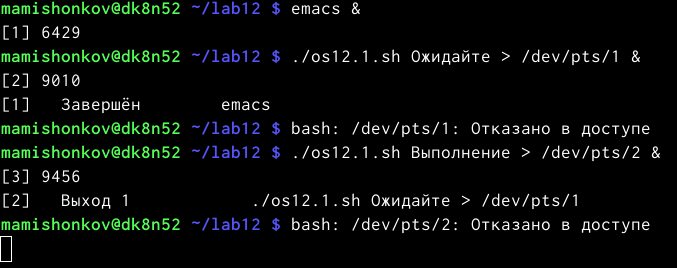 mamishonkov@dk8n52 ~/lab12 $ emacs &
[1] 6429
mamishonkov@dk8n52 ~/lab12 $ ./os12.1.sh Ожидайте > /dev/pts/1 &
[2] 9010
[1]   Завершён        emacs
mamishonkov@dk8n52 ~/lab12 $ bash: /dev/pts/1: Отказано в доступе
mamishonkov@dk8n52 ~/lab12 $ ./os12.1.sh Выполнение > /dev/pts/2 &
[3] 9456
[2]   Выход 1            ./os12.1.sh Ожидайте > /dev/pts/1
mamishonkov@dk8n52 ~/lab12 $ bash: /dev/pts/2: Отказано в доступе